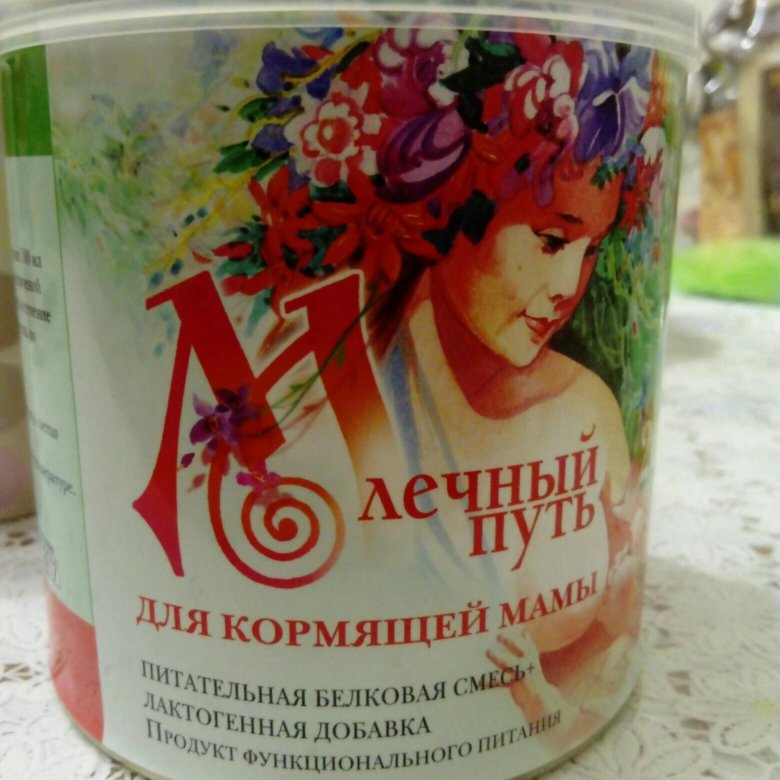 Млечный
путь
для кормящей мамы
Питательная белковая смесь+
лактогенная добавка
Продукт функционального питания